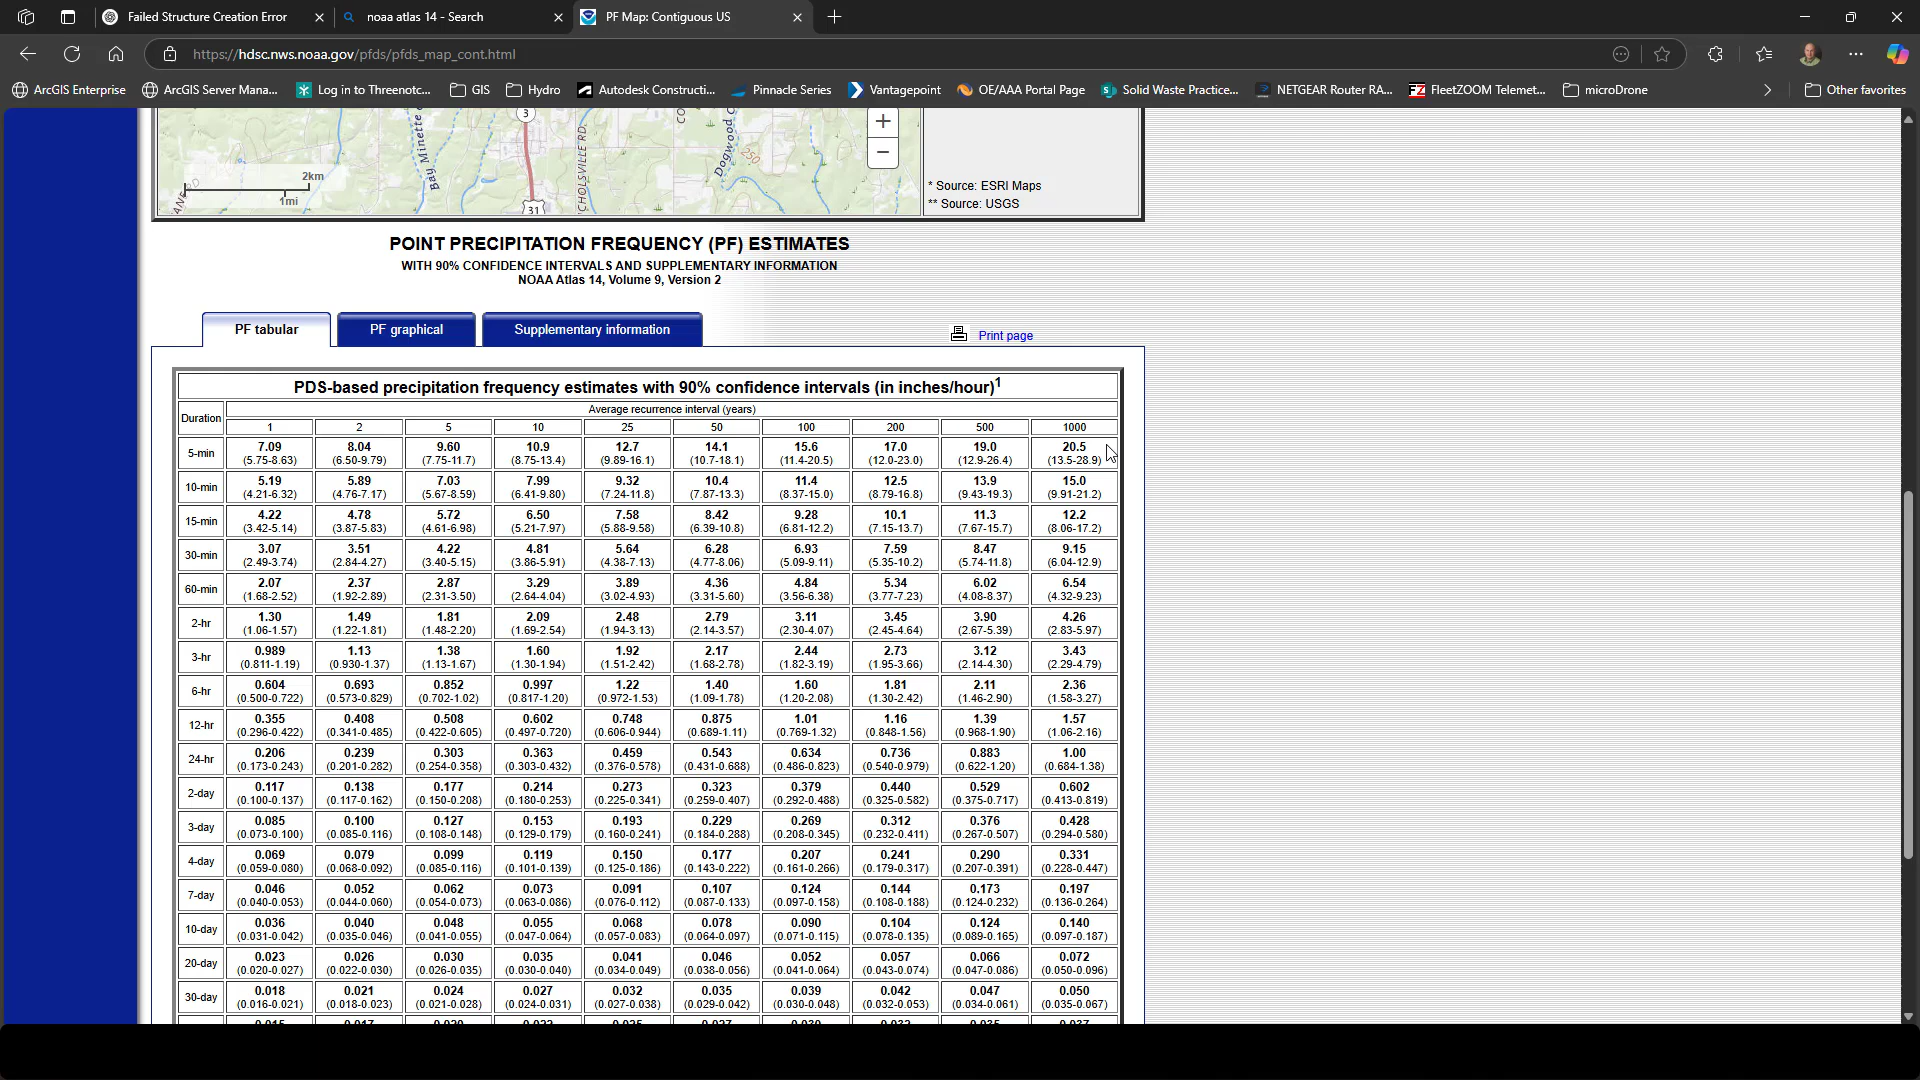 Failed Structure Creation Error
noaa atlas 14 - Search
PF Map: Contiguous US
https://hdsc.nws.noaa.gov/pfds/pfds_map_cont.html
ArcGIS Enterprise ArcGIS Server Mana... Log in to Threenotc... GIS Hydro Autodesk Constructi... Pinnacle Series Vantagepoint OE/AAA Portal Page Solid Waste Practice... NETGEAR Router RA... FleetZOOM Telemet... microDrone Other favorites
3
Bay Minette
CHOLSVILLE RD.
Dogwood C
250
+
−
2km
1mi
31
* Source: ESRI Maps
** Source: USGS
POINT PRECIPITATION FREQUENCY (PF) ESTIMATES
WITH 90% CONFIDENCE INTERVALS AND SUPPLEMENTARY INFORMATION
NOAA Atlas 14, Volume 9, Version 2
PF tabular PF graphical Supplementary information Print page
PDS-based precipitation frequency estimates with 90% confidence intervals (in inches/hour)1
Duration
Average recurrence interval (years)
1 2 5 10 25 50 100 200 500 1000
5-min
7.09 8.04 9.60 10.9 12.7 14.1 15.6 17.0 19.0 20.5
(5.75-8.63) (6.50-9.79) (7.75-11.7) (8.75-13.4) (9.89-16.1) (10.7-18.1) (11.4-20.5) (12.0-23.0) (12.9-26.4) (13.5-28.9)
10-min
5.19 5.89 7.03 7.99 9.32 10.4 11.4 12.5 13.9 15.0
(4.21-6.32) (4.76-7.17) (5.67-8.59) (6.41-9.80) (7.24-11.8) (7.87-13.3) (8.37-15.0) (8.79-16.8) (9.43-19.3) (9.91-21.2)
15-min
4.22 4.78 5.72 6.50 7.58 8.42 9.28 10.1 11.3 12.2
(3.42-5.14) (3.87-5.83) (4.61-6.98) (5.21-7.97) (5.88-9.58) (6.39-10.8) (6.81-12.2) (7.15-13.7) (7.67-15.7) (8.06-17.2)
30-min
3.07 3.51 4.22 4.81 5.64 6.28 6.93 7.59 8.47 9.15
(2.49-3.74) (2.84-4.27) (3.40-5.15) (3.86-5.91) (4.38-7.13) (4.77-8.06) (5.09-9.11) (5.35-10.2) (5.74-11.8) (6.04-12.9)
60-min
2.07 2.37 2.87 3.29 3.89 4.36 4.84 5.34 6.02 6.54
(1.68-2.52) (1.92-2.89) (2.31-3.50) (2.64-4.04) (3.02-4.93) (3.31-5.60) (3.56-6.38) (3.77-7.23) (4.08-8.37) (4.32-9.23)
2-hr
1.30 1.49 1.81 2.09 2.48 2.79 3.11 3.45 3.90 4.26
(1.06-1.57) (1.22-1.81) (1.48-2.20) (1.69-2.54) (1.94-3.13) (2.14-3.57) (2.30-4.07) (2.45-4.64) (2.67-5.39) (2.83-5.97)
3-hr
0.989 1.13 1.38 1.60 1.92 2.17 2.44 2.73 3.12 3.43
(0.811-1.19) (0.930-1.37) (1.13-1.67) (1.30-1.94) (1.51-2.42) (1.68-2.78) (1.82-3.19) (1.95-3.66) (2.14-4.30) (2.29-4.79)
6-hr
0.604 0.693 0.852 0.997 1.22 1.40 1.60 1.81 2.11 2.36
(0.500-0.722) (0.573-0.829) (0.702-1.02) (0.817-1.20) (0.972-1.53) (1.09-1.78) (1.20-2.08) (1.30-2.42) (1.46-2.90) (1.58-3.27)
12-hr
0.355 0.408 0.508 0.602 0.748 0.875 1.01 1.16 1.39 1.57
(0.296-0.422) (0.341-0.485) (0.422-0.605) (0.497-0.720) (0.606-0.944) (0.689-1.11) (0.769-1.32) (0.848-1.56) (0.968-1.90) (1.06-2.16)
24-hr
0.206 0.239 0.303 0.363 0.459 0.543 0.634 0.736 0.883 1.00
(0.173-0.243) (0.201-0.282) (0.254-0.358) (0.303-0.432) (0.376-0.578) (0.431-0.688) (0.486-0.823) (0.540-0.979) (0.622-1.20) (0.684-1.38)
2-day
0.117 0.138 0.177 0.214 0.273 0.323 0.379 0.440 0.529 0.602
(0.100-0.137) (0.117-0.162) (0.150-0.208) (0.180-0.253) (0.225-0.341) (0.259-0.407) (0.292-0.488) (0.325-0.582) (0.375-0.717) (0.413-0.819)
3-day
0.085 0.100 0.127 0.153 0.193 0.229 0.269 0.312 0.376 0.428
(0.073-0.100) (0.085-0.116) (0.108-0.148) (0.129-0.179) (0.160-0.241) (0.184-0.288) (0.208-0.345) (0.232-0.411) (0.267-0.507) (0.294-0.580)
4-day
0.069 0.079 0.099 0.119 0.150 0.177 0.207 0.241 0.290 0.331
(0.059-0.080) (0.068-0.092) (0.085-0.116) (0.101-0.139) (0.125-0.186) (0.143-0.222) (0.161-0.266) (0.179-0.317) (0.207-0.391) (0.228-0.447)
7-day
0.046 0.052 0.062 0.073 0.091 0.107 0.124 0.144 0.173 0.197
(0.040-0.053) (0.044-0.060) (0.054-0.073) (0.063-0.086) (0.076-0.112) (0.087-0.133) (0.097-0.158) (0.108-0.188) (0.124-0.232) (0.136-0.264)
10-day
0.036 0.040 0.048 0.055 0.068 0.078 0.090 0.104 0.124 0.140
(0.031-0.042) (0.035-0.046) (0.041-0.055) (0.047-0.064) (0.057-0.083) (0.064-0.097) (0.071-0.115) (0.078-0.135) (0.089-0.165) (0.097-0.187)
20-day
0.023 0.026 0.030 0.035 0.041 0.046 0.052 0.057 0.066 0.072
(0.020-0.027) (0.022-0.030) (0.026-0.035) (0.030-0.040) (0.034-0.049) (0.038-0.056) (0.041-0.064) (0.043-0.074) (0.047-0.086) (0.050-0.096)
30-day
0.018 0.021 0.024 0.027 0.032 0.035 0.039 0.042 0.047 0.050
(0.016-0.021) (0.018-0.023) (0.021-0.028) (0.024-0.031) (0.027-0.038) (0.029-0.042) (0.030-0.048) (0.032-0.053) (0.034-0.061) (0.035-0.067)